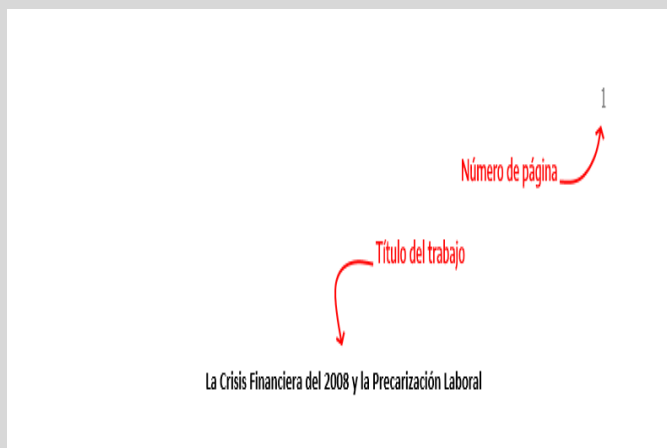 1
Número de página
Título del trabajo
La Crisis Financiera del 2008 y la Precarización Laboral